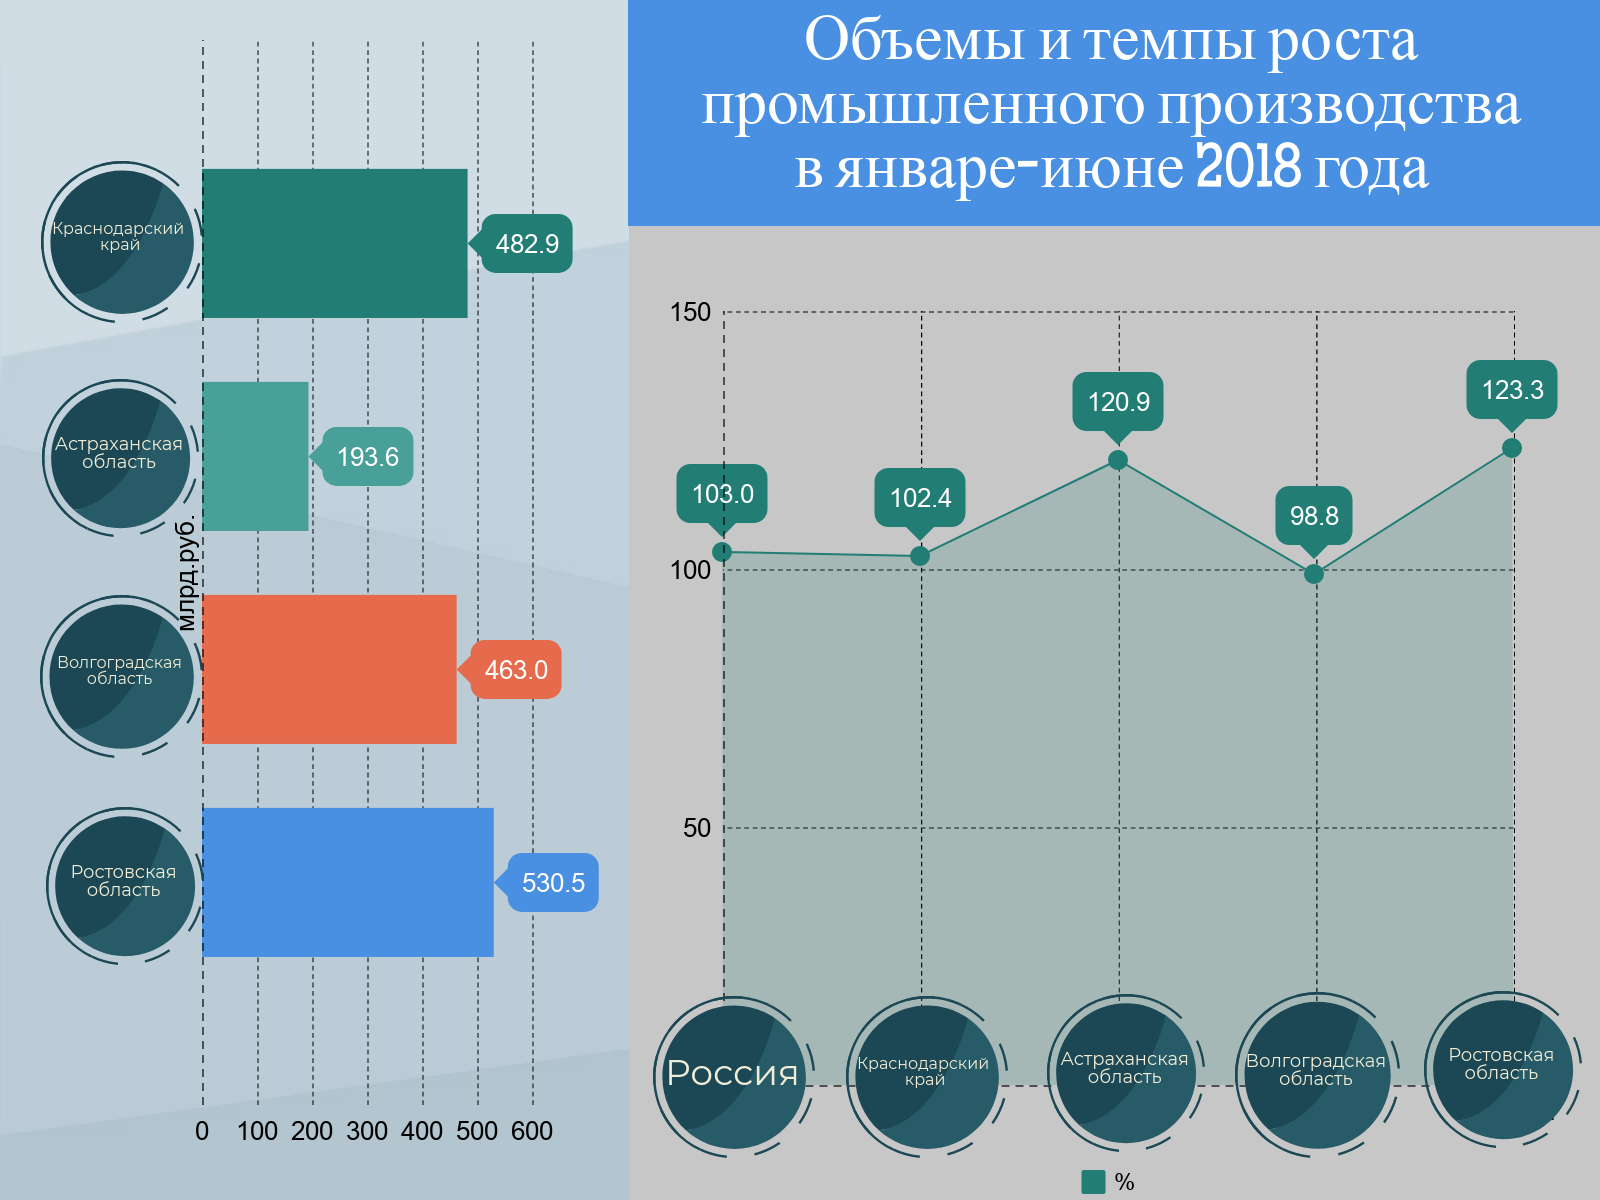 Объемы и темпы роста
промышленного производства
в январе-июне 2018 года
Краснодарский
край
482.9
Астраханская
область
193.6
млрд.руб.
Волгоградская
область
463.0
Ростовская
область
530.5
0 100 200 300 400 500 600
150
100
50
103.0
102.4
120.9
98.8
123.3
Россия
Краснодарский
край
Астраханская
область
Волгоградская
область
Ростовская
область
%